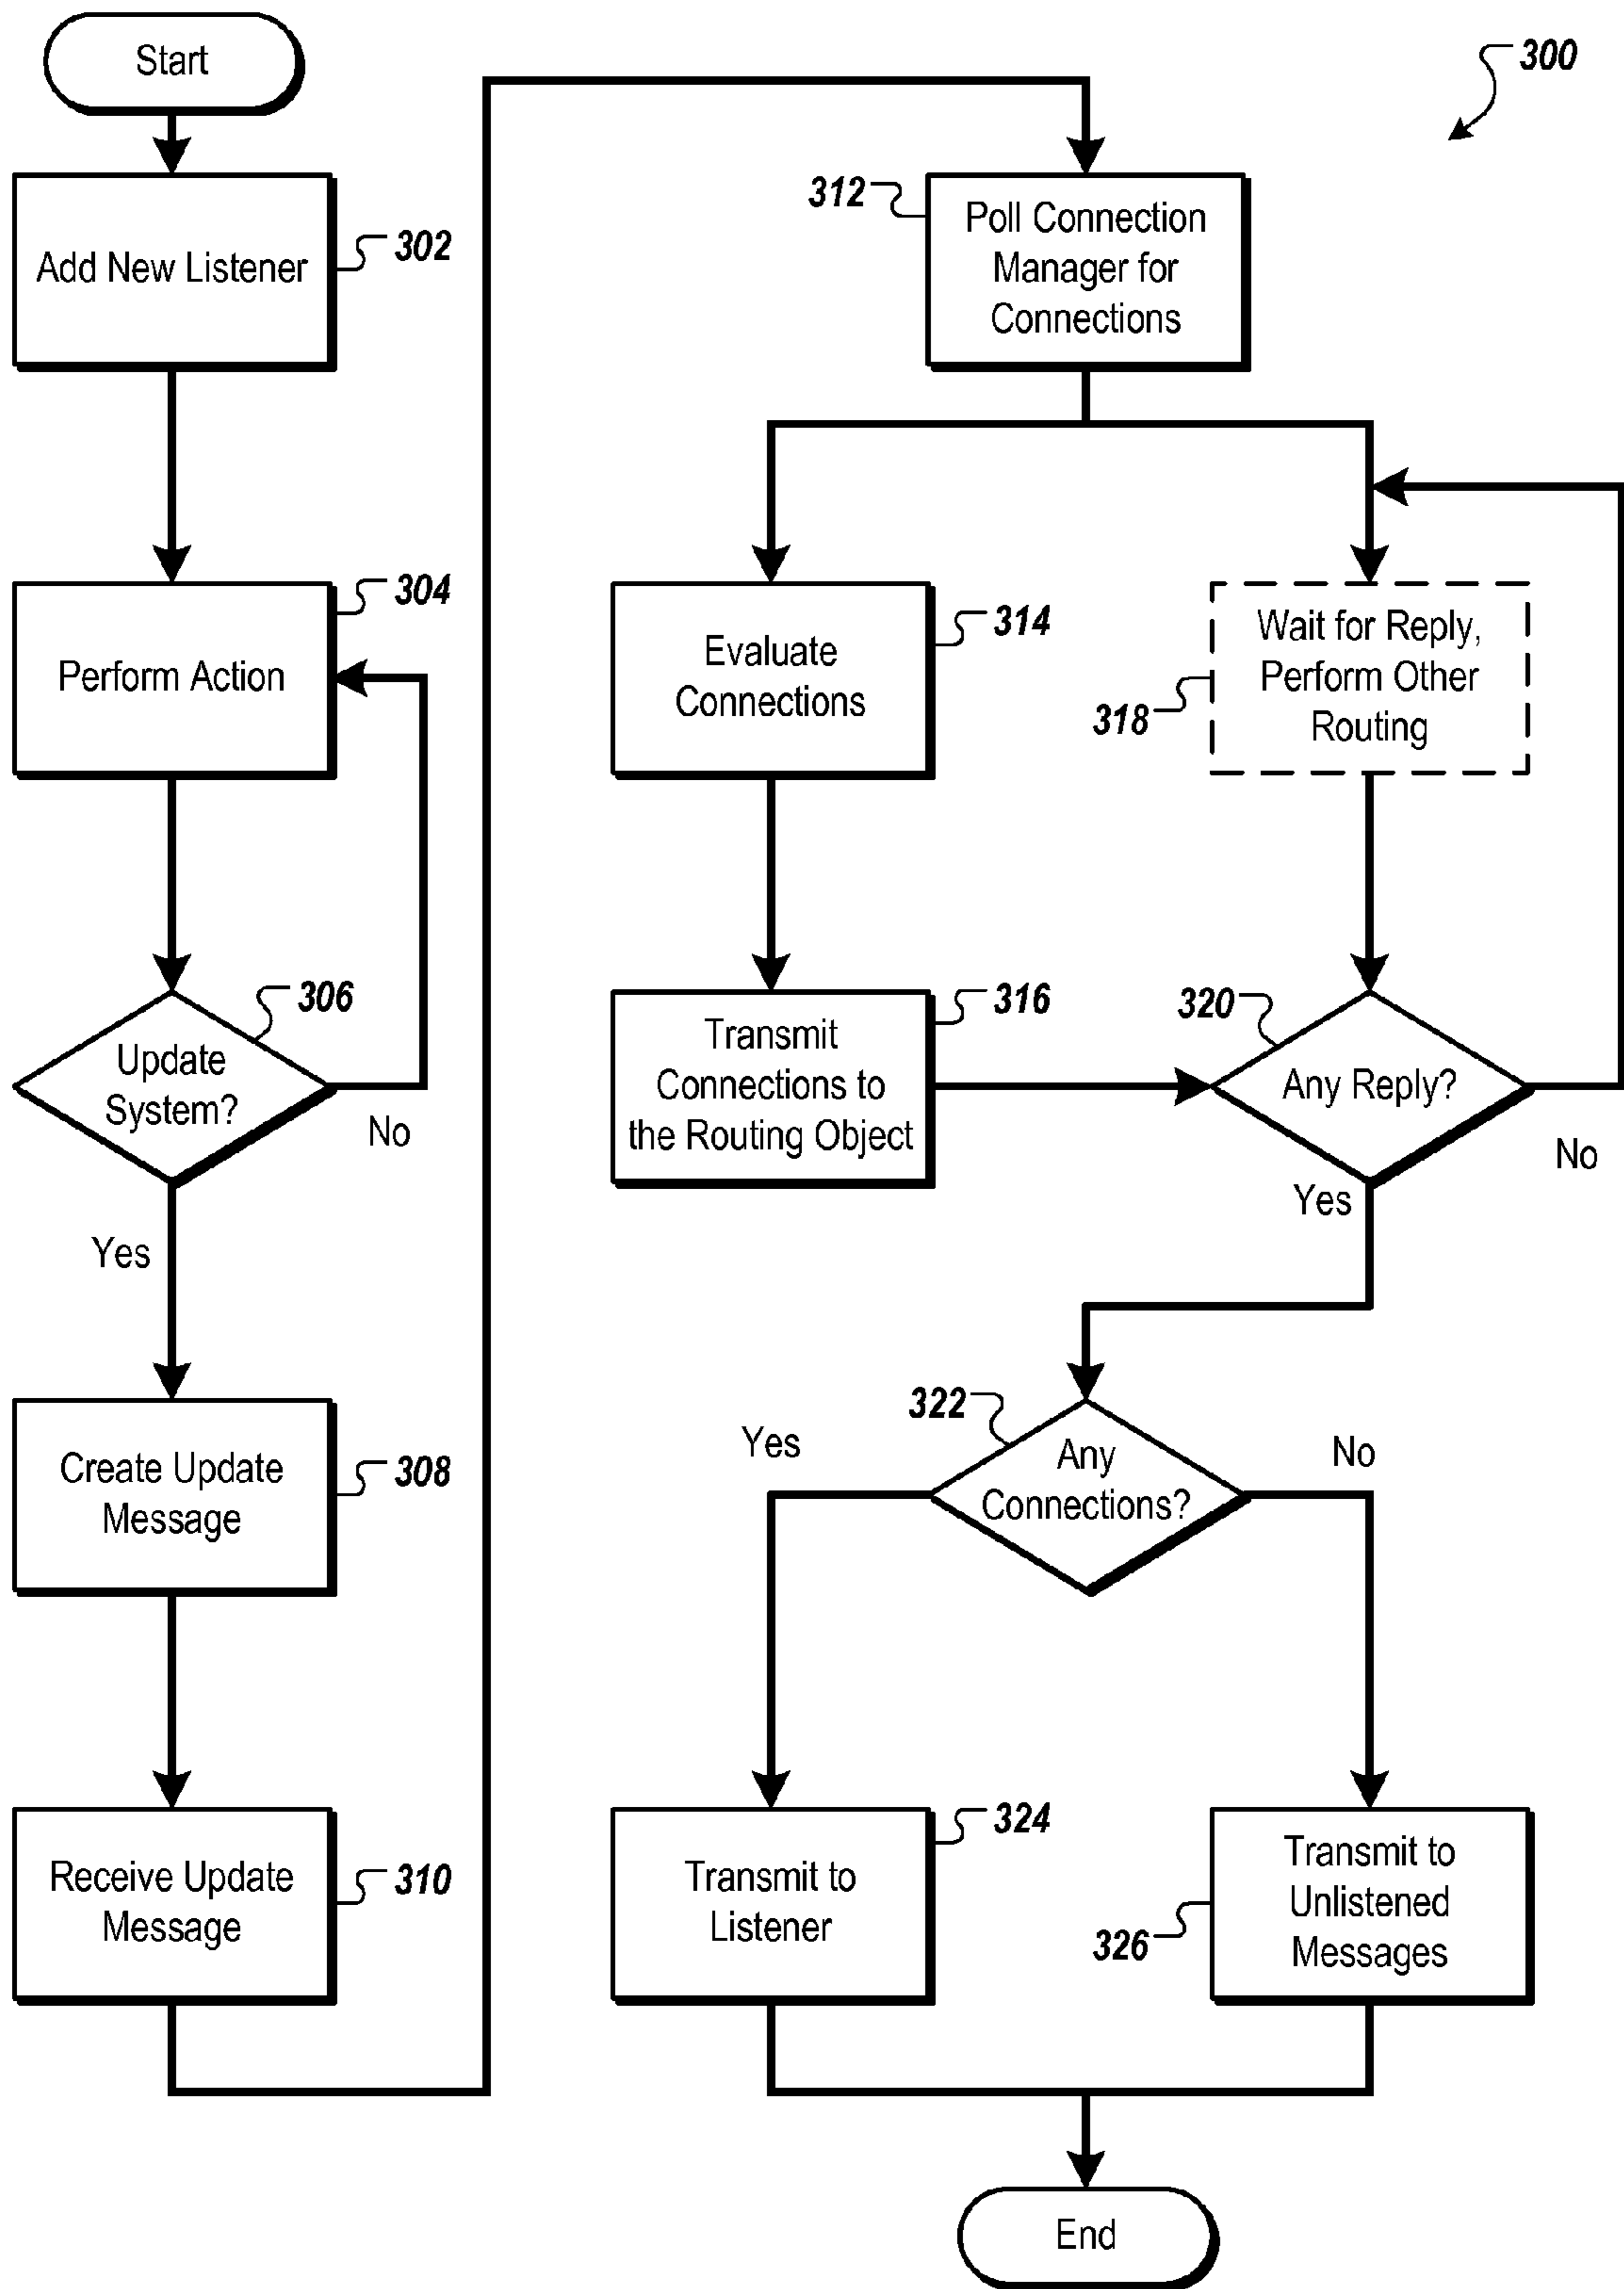 Start
300
Add New Listener
302
304
Perform Action
306
Update
System?
No
Yes
Create Update
Message
308
Receive Update
Message
310
312
Poll Connection
Manager for
Connections
Evaluate
Connections
314
Wait for Reply,
Perform Other
Routing
318
Transmit
Connections to
the Routing Object
316
320
Any Reply?
No
Yes
322
Any
Connections?
Yes
No
Transmit to
Listener
324
Transmit to
Unlistened
Messages
326
End